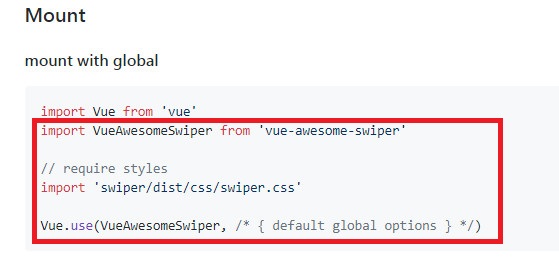 Mount
mount with global
import Vue from 'vue'
import VueAwesomeSwiper from 'vue-awesome-swiper'
// require styles
import 'swiper/dist/css/swiper.css'
Vue.use(VueAwesomeSwiper, /* { default global options } */)